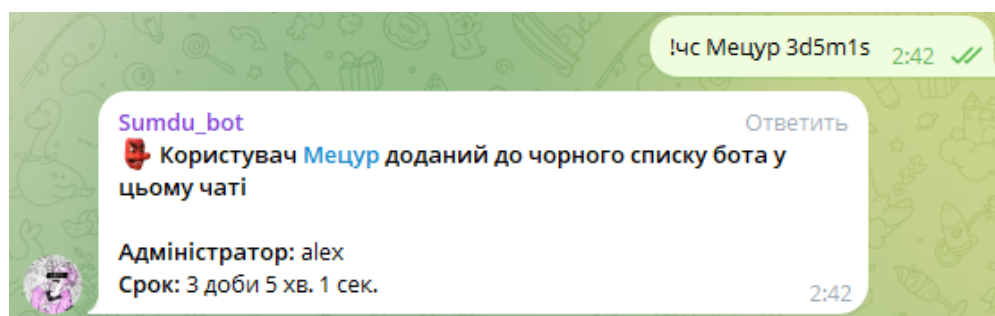 !чс Мецур 3d5m1s 2:42
Sumdu_bot Ответить
👺 Користувач Мецур доданий до чорного списку бота у
цьому чаті
Адміністратор: alex
Срок: 3 доби 5 хв. 1 сек.
2:42